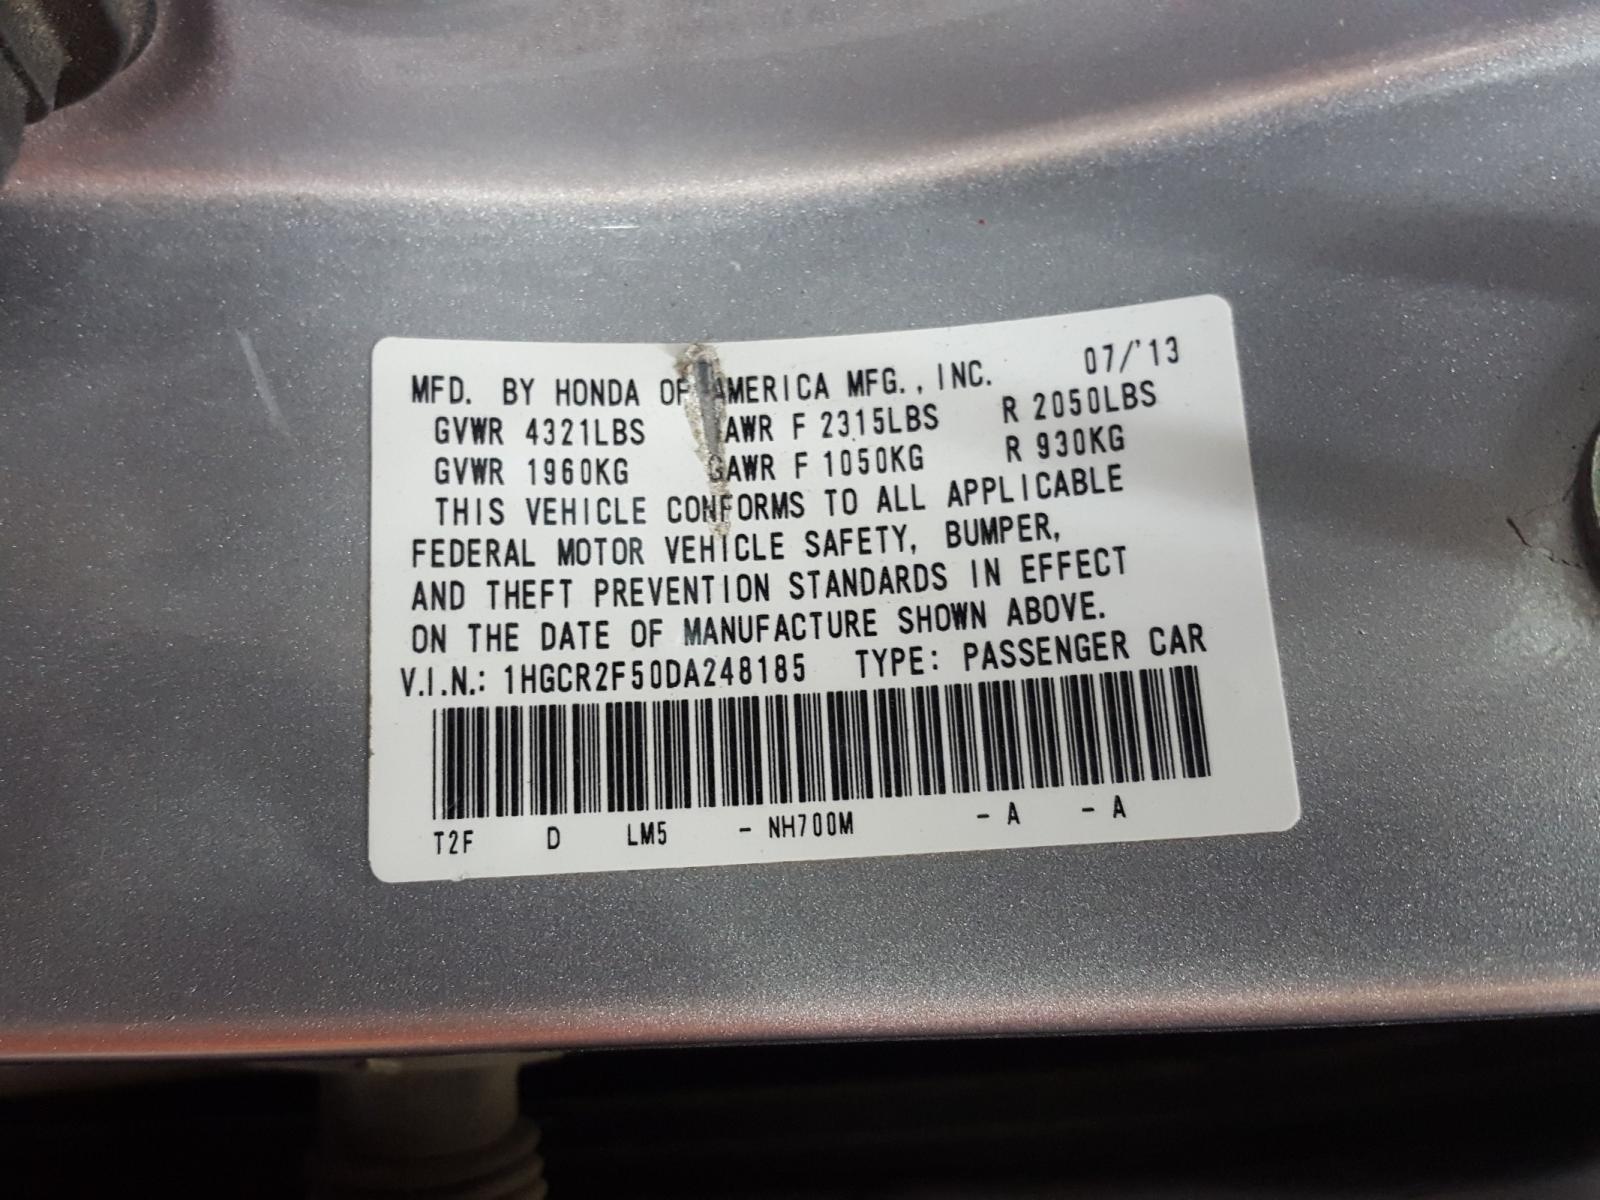 MFD. BY HONDA OF AMERICA MFG., INC. 07/'13
GVWR 4321LBS GAWR F 2315LBS R 2050LBS
GVWR 1960KG GAWR F 1050KG R 930KG
THIS VEHICLE CONFORMS TO ALL APPLICABLE
FEDERAL MOTOR VEHICLE SAFETY, BUMPER,
AND THEFT PREVENTION STANDARDS IN EFFECT
ON THE DATE OF MANUFACTURE SHOWN ABOVE.
V.I.N.: 1HGCR2F50DA248185 TYPE: PASSENGER CAR
T2F D LM5 - NH700M - A - A